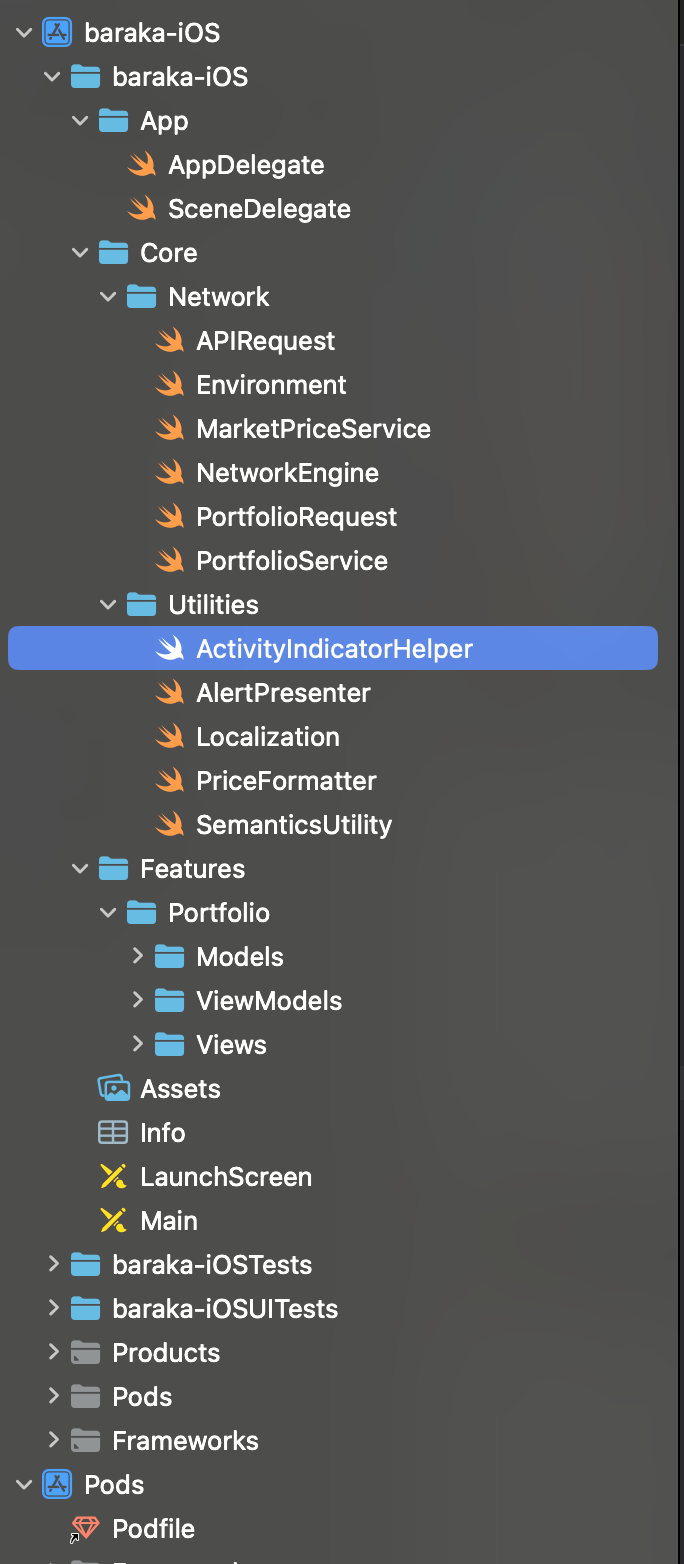 baraka-iOS
baraka-iOS
App
AppDelegate
SceneDelegate
Core
Network
APIRequest
Environment
MarketPriceService
NetworkEngine
PortfolioRequest
PortfolioService
Utilities
ActivityIndicatorHelper
AlertPresenter
Localization
PriceFormatter
SemanticsUtility
Features
Portfolio
Models
ViewModels
Views
Assets
Info
LaunchScreen
Main
baraka-iOSTests
baraka-iOSUITests
Products
Pods
Frameworks
Pods
Podfile